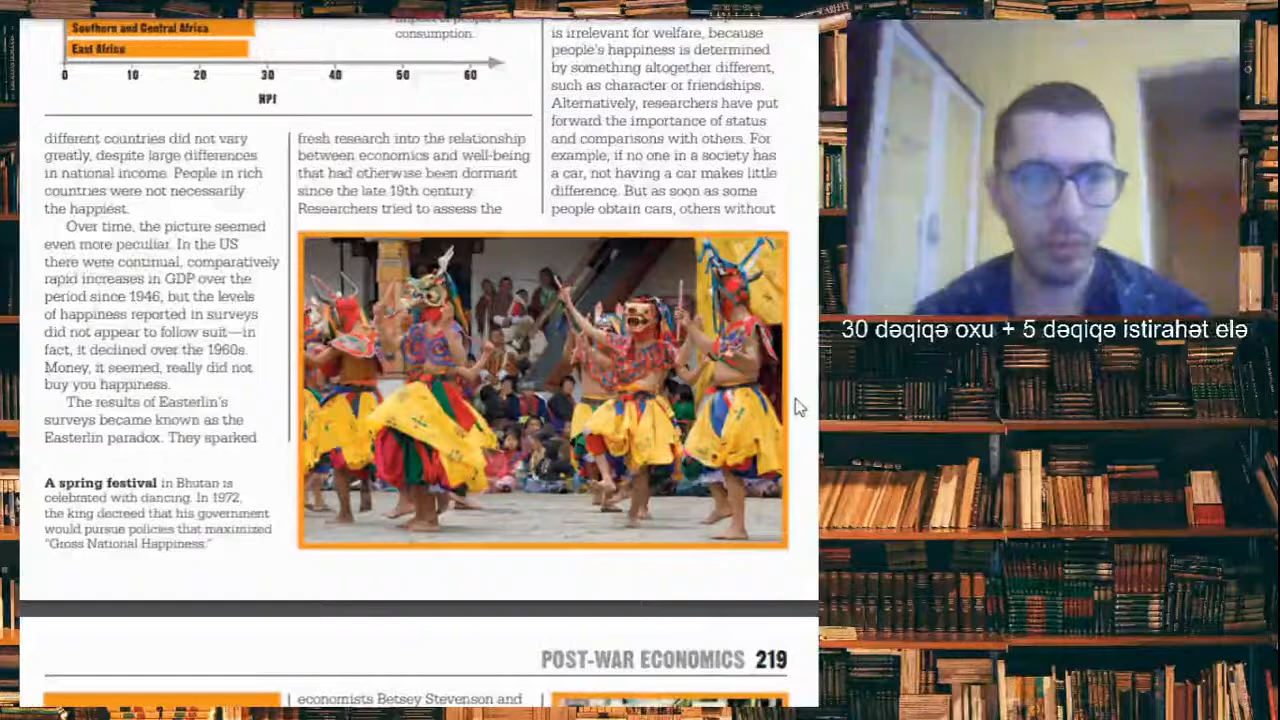 Southern and Central Africa
East Africa
0 10 20 30 40 50 60
HPI
impact of people's
consumption.
different countries did not vary
greatly, despite large differences
in national income. People in rich
countries were not necessarily
the happiest.
Over time, the picture seemed
even more peculiar. In the US
there were continual, comparatively
rapid increases in GDP over the
period since 1946, but the levels
of happiness reported in surveys
did not appear to follow suit—in
fact, it declined over the 1960s.
Money, it seemed, really did not
buy you happiness.
The results of Easterlin's
surveys became known as the
Easterlin paradox. They sparked
fresh research into the relationship
between economics and well-being
that had otherwise been dormant
since the late 19th century.
Researchers tried to assess the
is irrelevant for welfare, because
people's happiness is determined
by something altogether different,
such as character or friendships.
Alternatively, researchers have put
forward the importance of status
and comparisons with others. For
example, if no one in a society has
a car, not having a car makes little
difference. But as soon as some
people obtain cars, others without
A spring festival in Bhutan is
celebrated with dancing. In 1972,
the king decreed that his government
would pursue policies that maximized
"Gross National Happiness."
POST-WAR ECONOMICS 219
economists Betsey Stevenson and
30 dəqiqə oxu + 5 dəqiqə istirahət elə